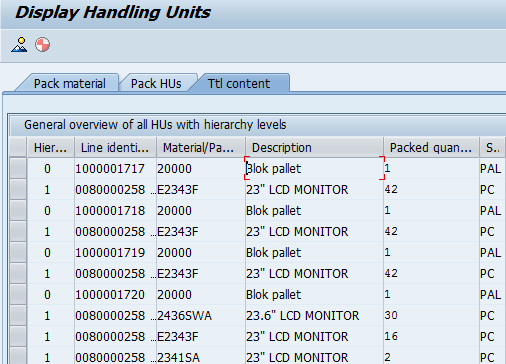 Display Handling Units
Pack material Pack HUs Ttl content
General overview of all HUs with hierarchy levels
Hier... Line identi... Material/Pa... Description Packed quan... S..
0 1000001717 20000 Blok pallet 1 PAL
1 0080000258 ... E2343F 23" LCD MONITOR 42 PC
0 1000001718 20000 Blok pallet 1 PAL
1 0080000258 ... E2343F 23" LCD MONITOR 42 PC
0 1000001719 20000 Blok pallet 1 PAL
1 0080000258 ... E2343F 23" LCD MONITOR 42 PC
0 1000001720 20000 Blok pallet 1 PAL
1 0080000258 ... 2436SWA 23.6" LCD MONITOR 30 PC
1 0080000258 ... E2343F 23" LCD MONITOR 16 PC
1 0080000258 ... 2341SA 23" LCD MONITOR 2 PC